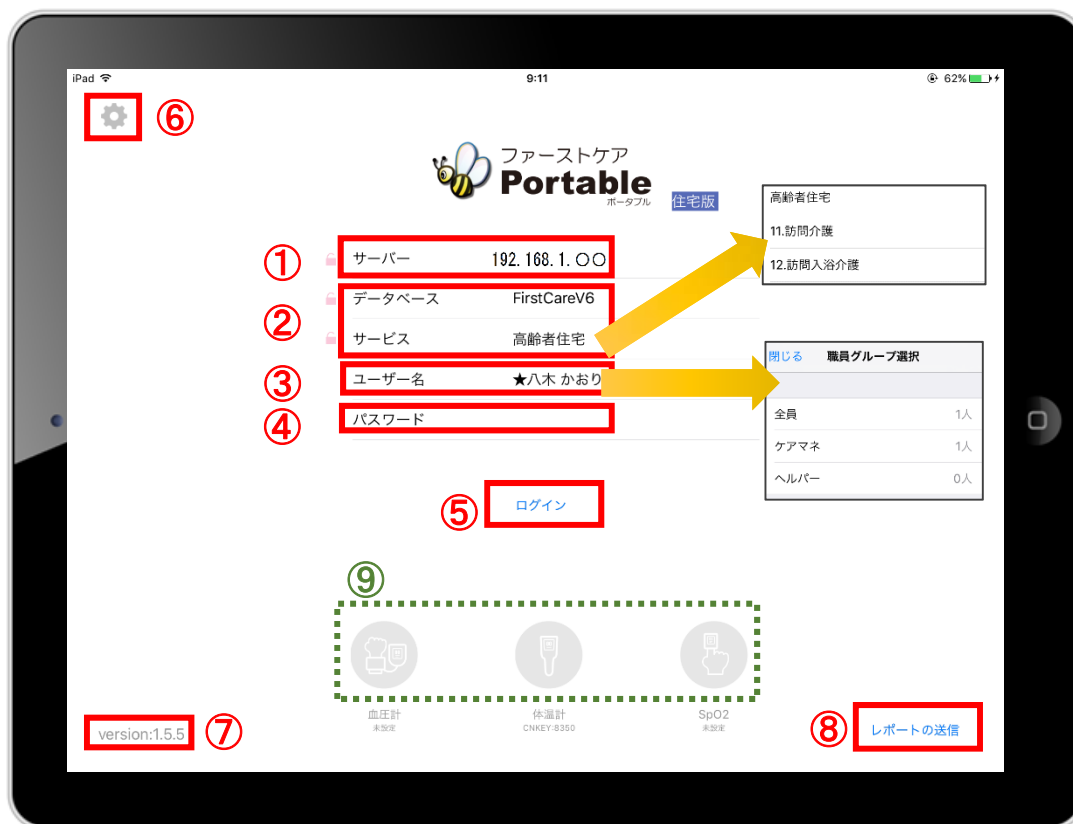 iPad 9:11 62%
⑥
ファーストケア
Portable
ポータブル 住宅版
① サーバー 192.168.1.〇〇
② データベース FirstCareV6
サービス 高齢者住宅
③ ユーザー名 ★八木 かおり
④ パスワード
高齢者住宅
11.訪問介護
12.訪問入浴介護
閉じる 職員グループ選択
全員 1人
ケアマネ 1人
ヘルパー 0人
⑤ ログイン
⑨
血圧計 体温計 SpO2
未設定 CNKEY-8350 未設定
version:1.5.5 ⑦
⑧ レポートの送信